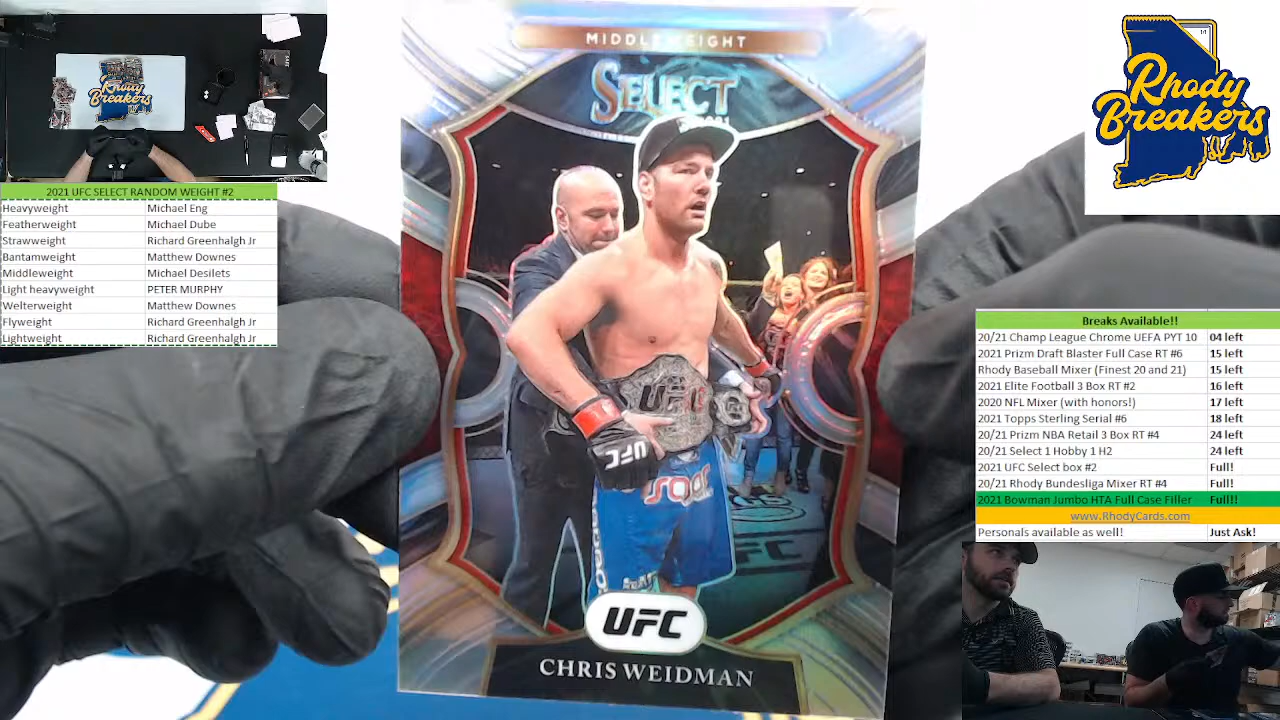 2021 UFC SELECT RANDOM WEIGHT #2
Heavyweight Michael Eng
Featherweight Michael Dube
Strawweight Richard Greenhalgh Jr
Bantamweight Matthew Downes
Middleweight Michael Desilets
Light heavyweight PETER MURPHY
Welterweight Matthew Downes
Flyweight Richard Greenhalgh Jr
Lightweight Richard Greenhalgh Jr
Rhody
Breakers
MIDDLEWEIGHT
SELECT
UFC
UFC
UFC
UFC
CHRIS WEIDMAN
Rhody
Breakers
Breaks Available!!
20/21 Champ League Chrome UEFA PYT 10 04 left
2021 Prizm Draft Blaster Full Case RT #6 15 left
Rhody Baseball Mixer (Finest 20 and 21) 15 left
2021 Elite Football 3 Box RT #2 16 left
2020 NFL Mixer (with honors!) 17 left
2021 Topps Sterling Serial #6 18 left
20/21 Prizm NBA Retail 3 Box RT #4 24 left
20/21 Select 1 Hobby 1 H2 24 left
2021 UFC Select box #2 Full!
20/21 Rhody Bundesliga Mixer RT #4 Full!
2021 Bowman Jumbo HTA Full Case Filler Full!!
www.RhodyCards.com
Personals available as well! Just Ask!